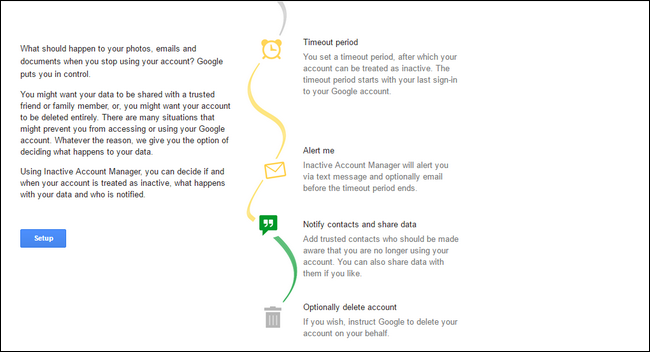 What should happen to your photos, emails and
documents when you stop using your account? Google
puts you in control.
You might want your data to be shared with a trusted
friend or family member, or, you might want your account
to be deleted entirely. There are many situations that
might prevent you from accessing or using your Google
account. Whatever the reason, we give you the option of
deciding what happens to your data.
Using Inactive Account Manager, you can decide if and
when your account is treated as inactive, what happens
with your data and who is notified.
Setup
Timeout period
You set a timeout period, after which your
account can be treated as inactive. The
timeout period starts with your last sign-in
to your Google account.
Alert me
Inactive Account Manager will alert you
via text message and optionally email
before the timeout period ends.
Notify contacts and share data
Add trusted contacts who should be made
aware that you are no longer using your
account. You can also share data with
them if you like.
Optionally delete account
If you wish, instruct Google to delete your
account on your behalf.